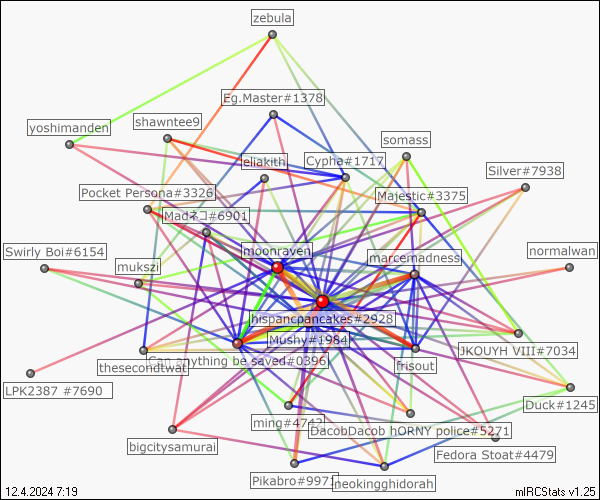 zebula
Eg.Master#1378
yoshimanden
shawntee9
somass
eliakith
Cypha#1717
Silver#7938
Pocket Persona#3326
Majestic#3375
Madネコ#6901
Swirly Boi#6154
moonraven
marcemadness
normalwan
mukszi
hispancpancakes#2928
Mushy#1984
JKOUYH VIII#7034
thesecondtwat
Can anything be saved#0396
frisout
LPK2387 #7690
Duck#1245
ming#4742
DacobDacob hORNY police#5271
bigcitysamurai
Fedora Stoat#4479
Pikabro#9971
neokingghidorah
12.4.2024 7:19
mIRCStats v1.25